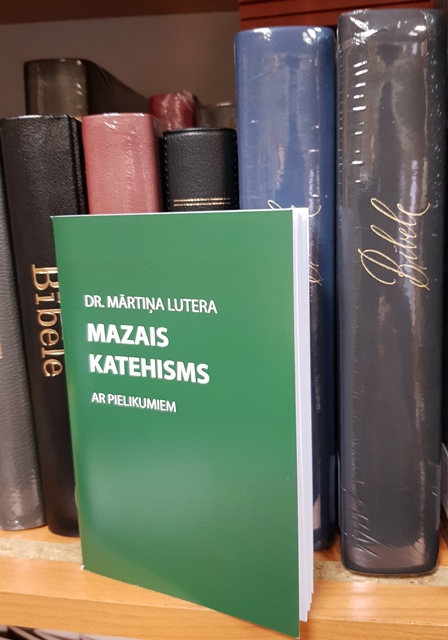 DR. MĀRTIŅA LUTERA
MAZAIS
KATEHISMS
AR PIELIKUMIEM
Bībele
Bībele